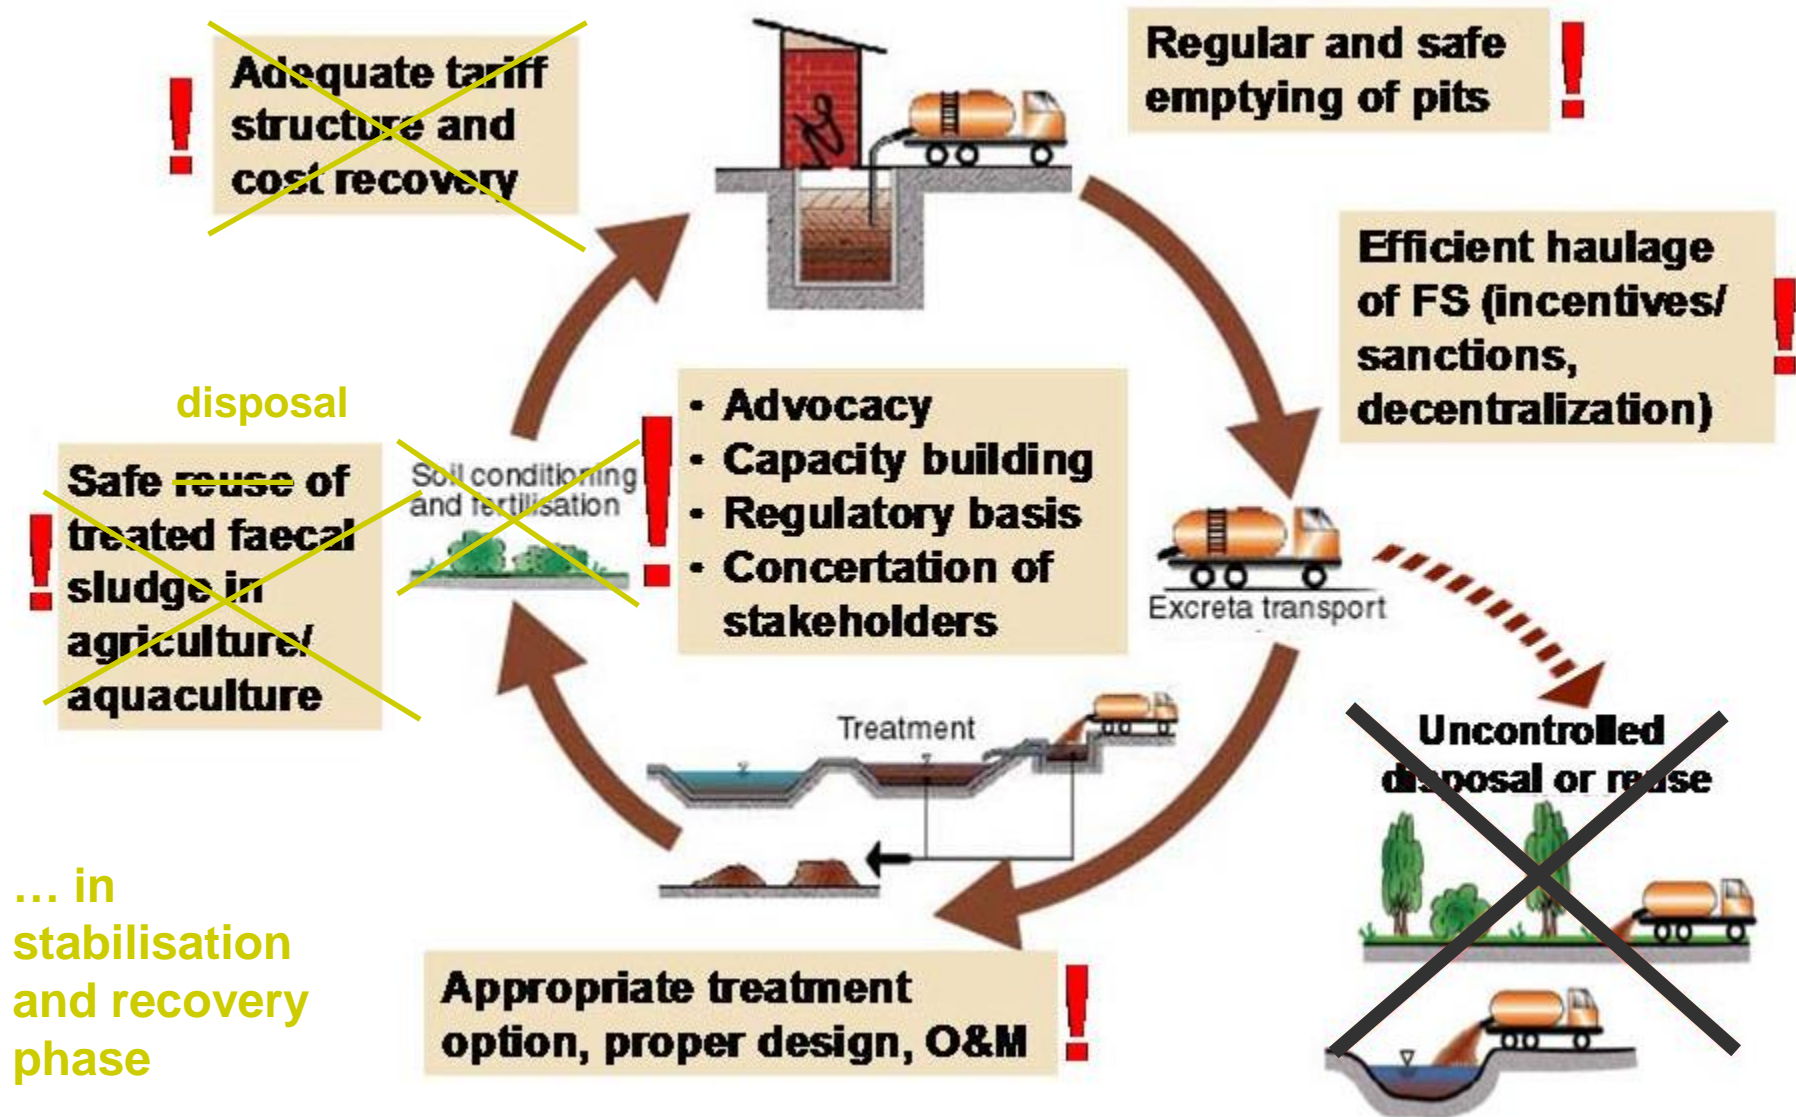 Adequate tariff
structure and
cost recovery
!
Regular and safe
emptying of pits
!
Efficient haulage
of FS (incentives/
sanctions,
decentralization)
!
disposal
Safe reuse of
treated faecal
sludge in
agriculture/
aquaculture
!
Soil conditioning
and fertilisation
!
• Advocacy
• Capacity building
• Regulatory basis
• Concertation of
stakeholders
Excreta transport
Treatment
Uncontrolled
disposal or reuse
... in
stabilisation
and recovery
phase
Appropriate treatment
option, proper design, O&M
!